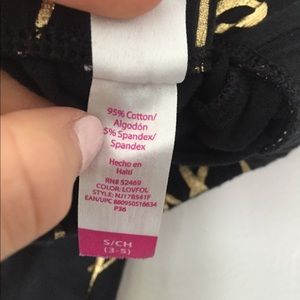 95% Cotton/
Algodón
5% Spandex/
Spandex
Hecho en
Haití
RN# 52469
COLOR: LOVFOL
STYLE: NJ17B541F
EAN/UPC 880950516634
P36
S/CH
(3-5)